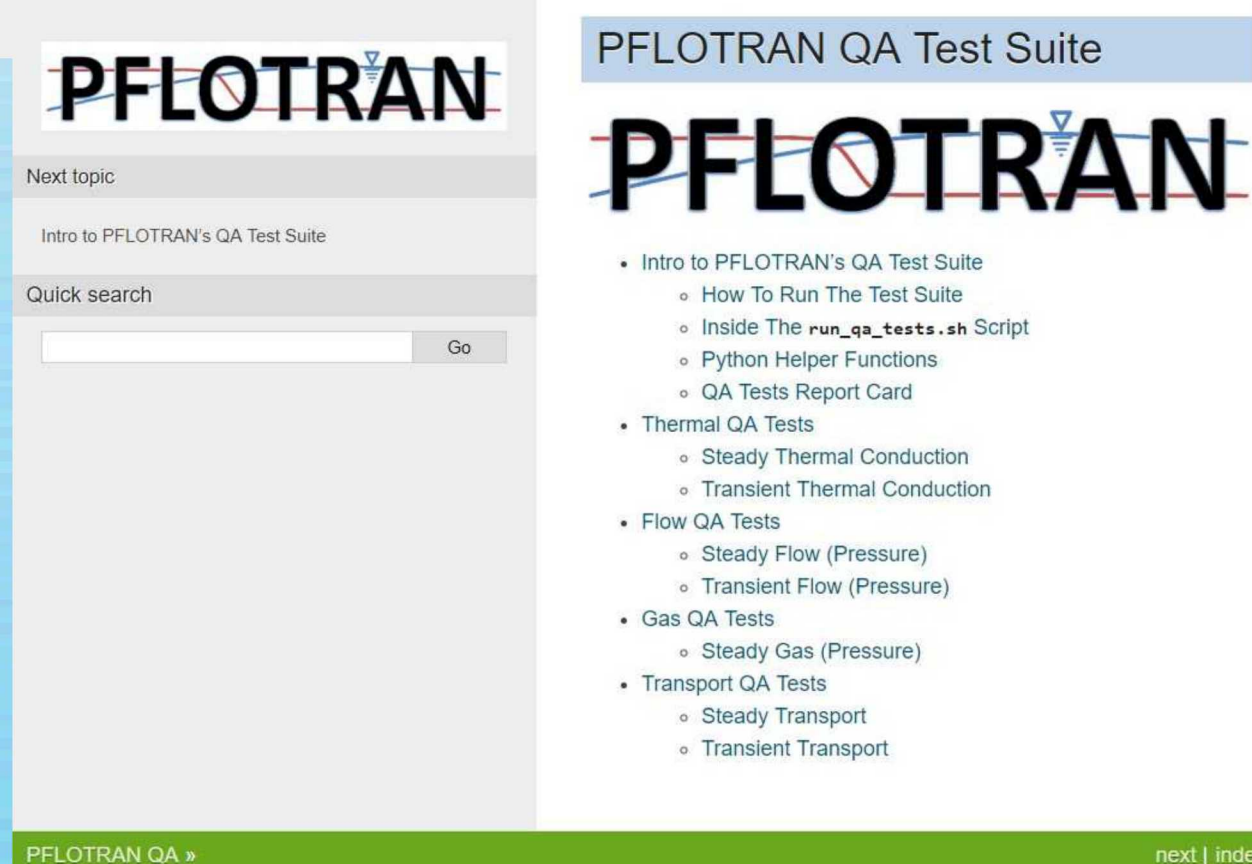 PFLOTRAN
Next topic
Intro to PFLOTRAN's QA Test Suite
Quick search
Go
PFLOTRAN QA Test Suite
PFLOTRAN
• Intro to PFLOTRAN's QA Test Suite
◦ How To Run The Test Suite
◦ Inside The run_qa_tests.sh Script
◦ Python Helper Functions
◦ QA Tests Report Card
• Thermal QA Tests
◦ Steady Thermal Conduction
◦ Transient Thermal Conduction
• Flow QA Tests
◦ Steady Flow (Pressure)
◦ Transient Flow (Pressure)
• Gas QA Tests
◦ Steady Gas (Pressure)
• Transport QA Tests
◦ Steady Transport
◦ Transient Transport
PFLOTRAN QA »
next |